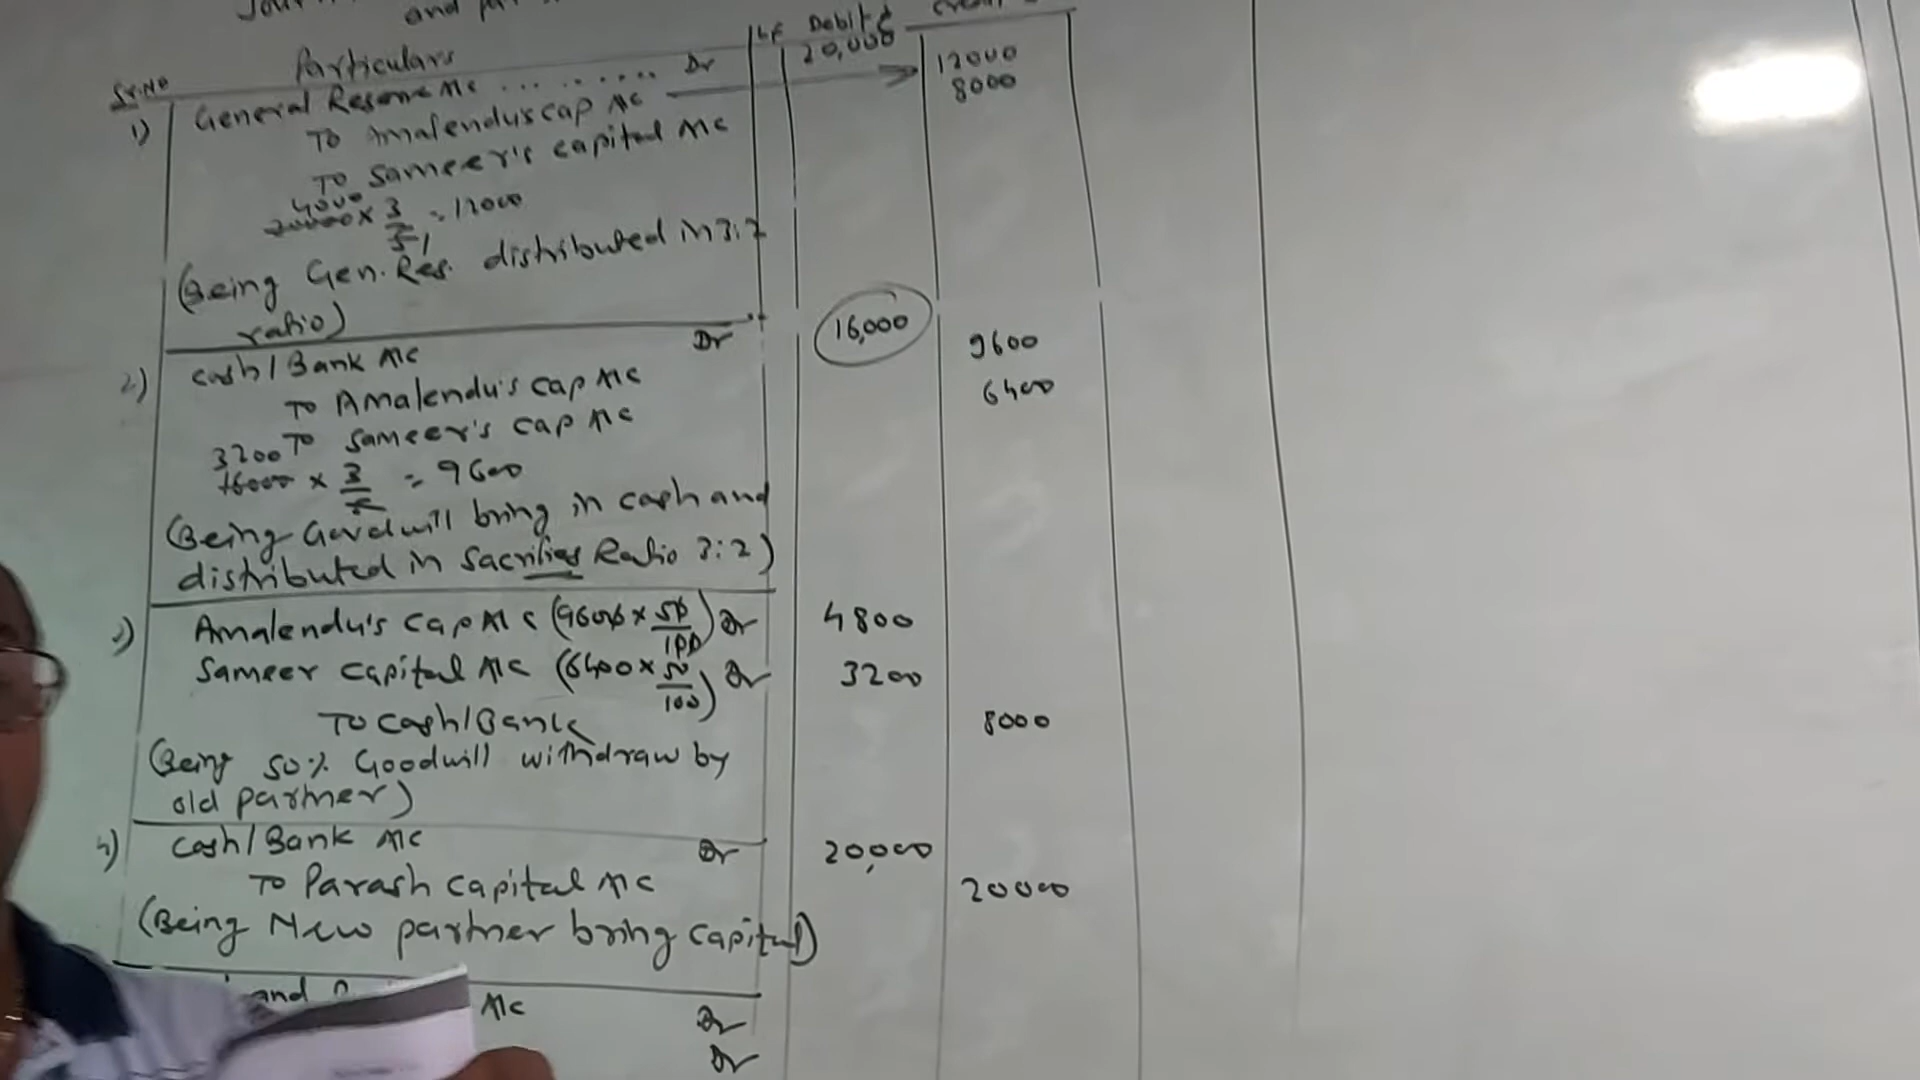 and
Sr.No Particulars LF Debit ₹
1) General Reserve A/c .......... Dr 20,000
To Amalendu's cap A/c 12000
To Sameer's capital A/c 8000
4000
20000 × 3/5 = 12000
1
(Being Gen. Res. distributed in 3:2
ratio)
2) Cash/Bank A/c Dr 16,000
To Amalendu's cap A/c 9600
To Sameer's cap A/c 6400
3200
16000 × 3/5 = 9600
(Being Goodwill bring in cash and
distributed in Sacrifies Ratio 3:2)
3) Amalendu's cap A/c (9600 × 50/100) Dr 4800
Sameer capital A/c (6400 × 50/100) Dr 3200
To Cash/Bank 8000
(Being 50% Goodwill withdraw by
old partner)
4) Cash/Bank A/c Dr 20,000
To Parash capital A/c 20000
(Being New partner bring capital)
and A/c Dr
Dr